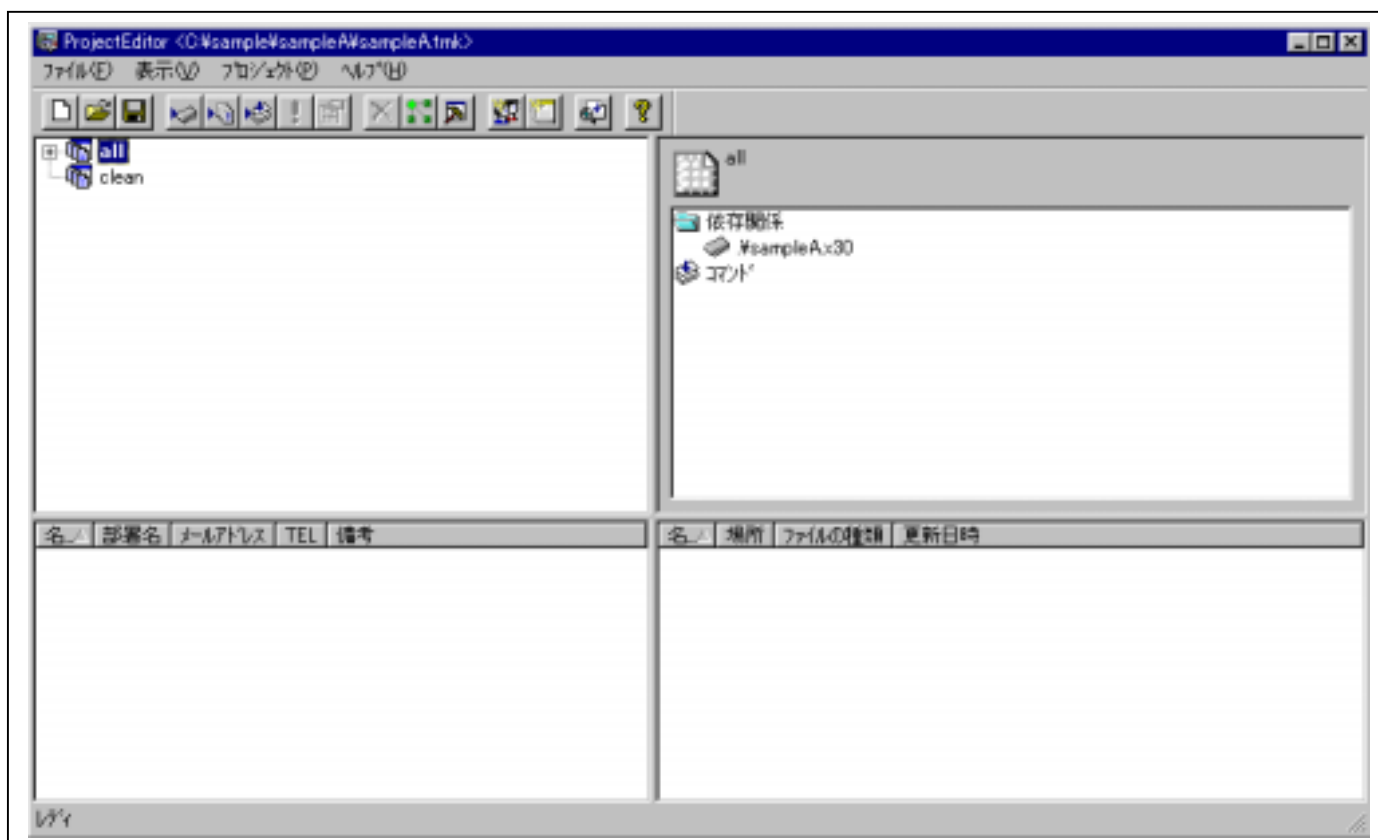 ProjectEditor <C:¥sample¥sampleA¥sampleA.tmk>
ﾌｧｲﾙ(F) 表示(V) ﾌﾟﾛｼﾞｪｸﾄ(P) ﾍﾙﾌﾟ(H)
all
clean
all
依存関係
.¥sampleA.x30
ｺﾏﾝﾄﾞ
名... 部署名 ﾒｰﾙｱﾄﾞﾚｽ TEL 備考
名... 場所 ﾌｧｲﾙの種類 更新日時
ﾚﾃﾞｨ